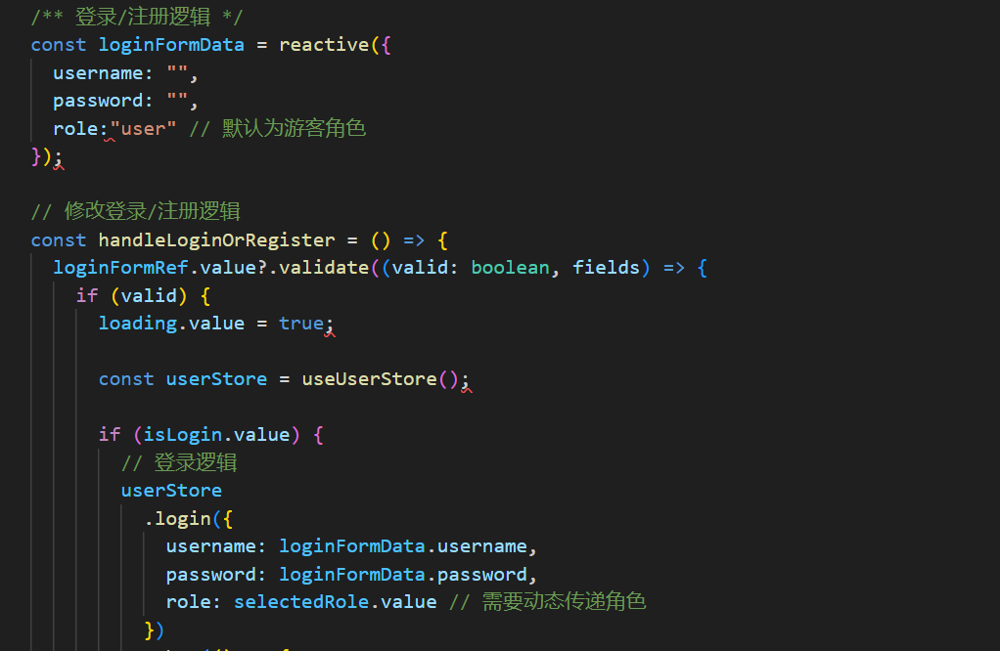 /** 登录/注册逻辑 */
const loginFormData = reactive({
  username: "",
  password: "",
  role:"user" // 默认为游客角色
});

// 修改登录/注册逻辑
const handleLoginOrRegister = () => {
  loginFormRef.value?.validate((valid: boolean, fields) => {
    if (valid) {
      loading.value = true;

      const userStore = useUserStore();

      if (isLogin.value) {
        // 登录逻辑
        userStore
          .login({
            username: loginFormData.username,
            password: loginFormData.password,
            role: selectedRole.value // 需要动态传递角色
          })